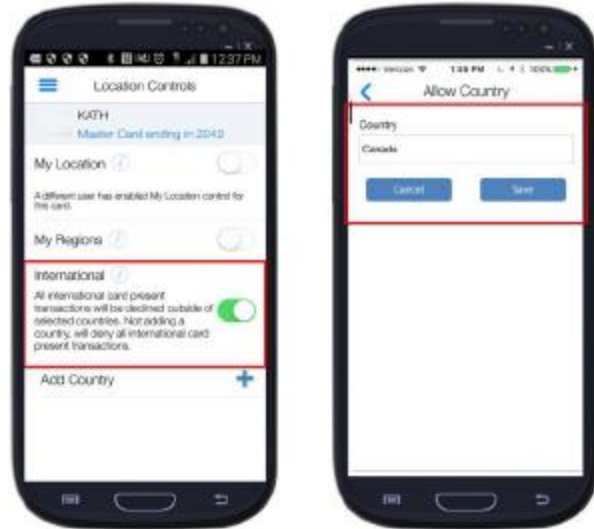 12:37 PM
Location Controls
KATH
Master Card ending in 2042
My Location
A different user has enabled My Location control for
this card.
My Regions
International
All international card present
transactions will be declined outside of
selected countries. Not adding a
country, will deny all international card
present transactions.
Add Country
verizon 1:35 PM 100%
Allow Country
Country
Canada
Cancel Save